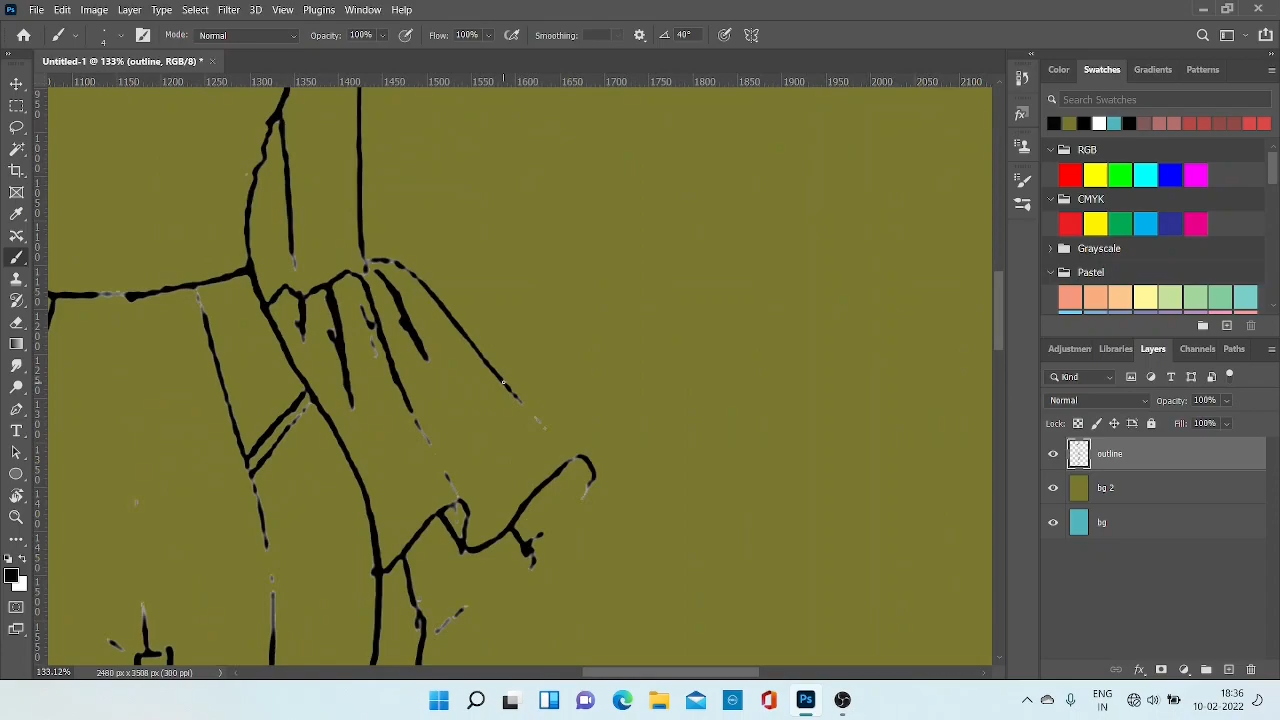 Ps File Edit Image Layer Type Select Filter 3D View Plugins Window Help
4 Mode: Normal Opacity: 100% Flow: 100% Smoothing: 40°
Untitled-1 @ 133% (outline, RGB/8) * ×
1100 1150 1200 1250 1300 1350 1400 1450 1500 1550 1600 1650 1700 1750 1800 1850 1900 1950 2000 2050 2100
Color Swatches Gradients Patterns
Search Swatches
RGB
CMYK
Grayscale
Pastel
Adjustmen Libraries Layers Channels Paths
Kind
Normal Opacity: 100%
Lock: Fill: 100%
outline
bg 2
bg
133.12% 2480 px x 3508 px (300 ppi)
Ps
ENG
IN
18:36
10-02-2022